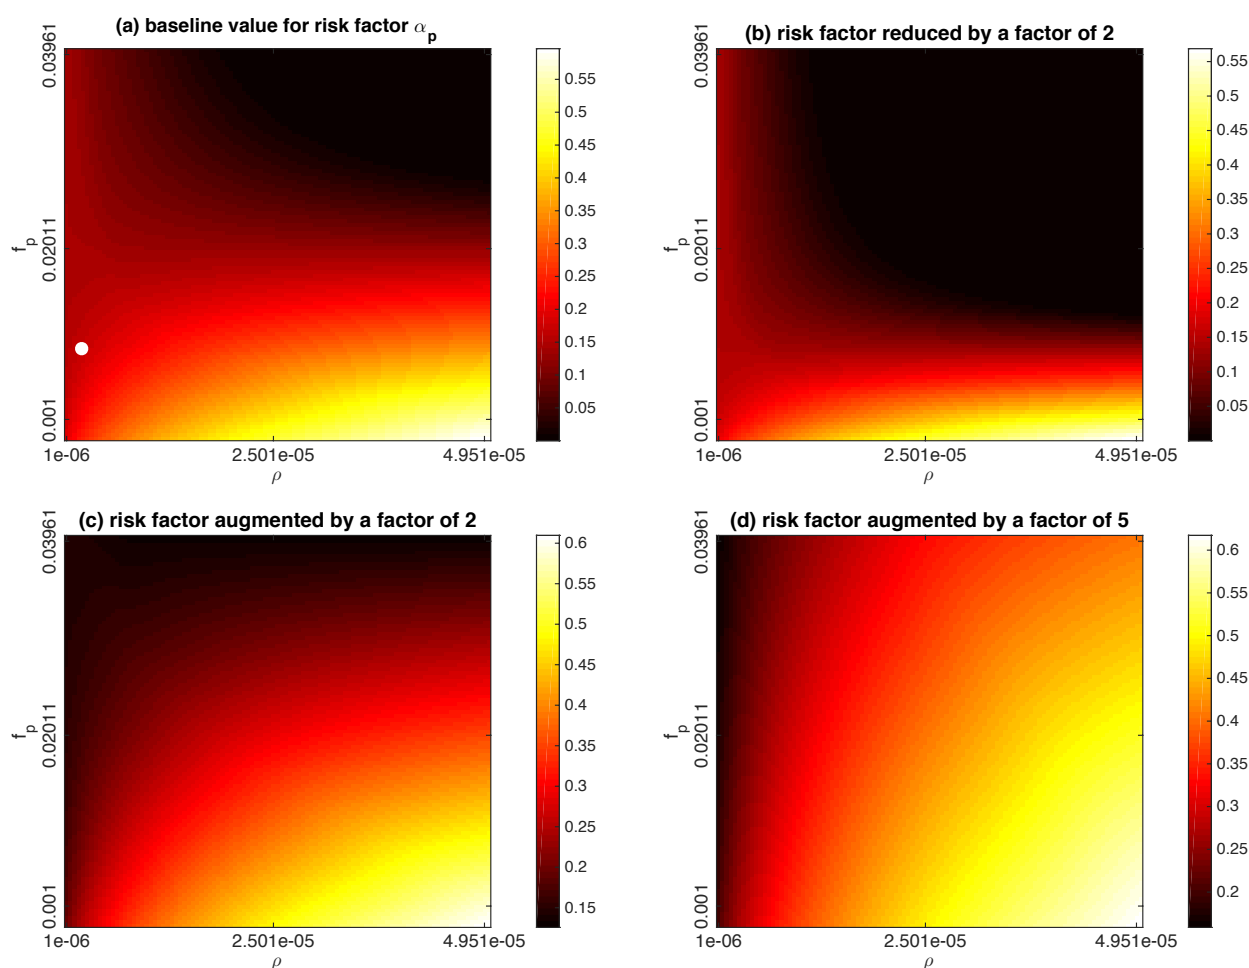 (a) baseline value for risk factor α_p
0.03961
0.02011
0.001
f_p
1e-06
2.501e-05
4.951e-05
ρ
0.55
0.5
0.45
0.4
0.35
0.3
0.25
0.2
0.15
0.1
0.05
(b) risk factor reduced by a factor of 2
0.03961
0.02011
0.001
f_p
1e-06
2.501e-05
4.951e-05
ρ
0.55
0.5
0.45
0.4
0.35
0.3
0.25
0.2
0.15
0.1
0.05
(c) risk factor augmented by a factor of 2
0.03961
0.02011
0.001
f_p
1e-06
2.501e-05
4.951e-05
ρ
0.6
0.55
0.5
0.45
0.4
0.35
0.3
0.25
0.2
0.15
(d) risk factor augmented by a factor of 5
0.03961
0.02011
0.001
f_p
1e-06
2.501e-05
4.951e-05
ρ
0.6
0.55
0.5
0.45
0.4
0.35
0.3
0.25
0.2